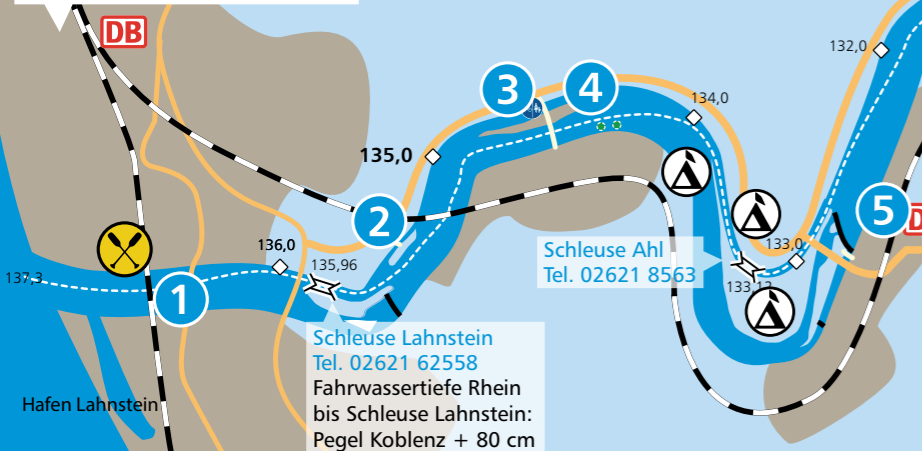 DB
132,0
3
4
134,0
135,0
2
5
136,0
135,96
133,0
Schleuse Ahl
Tel. 02621 8563
133,13
137,3
1
Schleuse Lahnstein
Tel. 02621 62558
Fahrwassertiefe Rhein
bis Schleuse Lahnstein:
Pegel Koblenz + 80 cm
Hafen Lahnstein